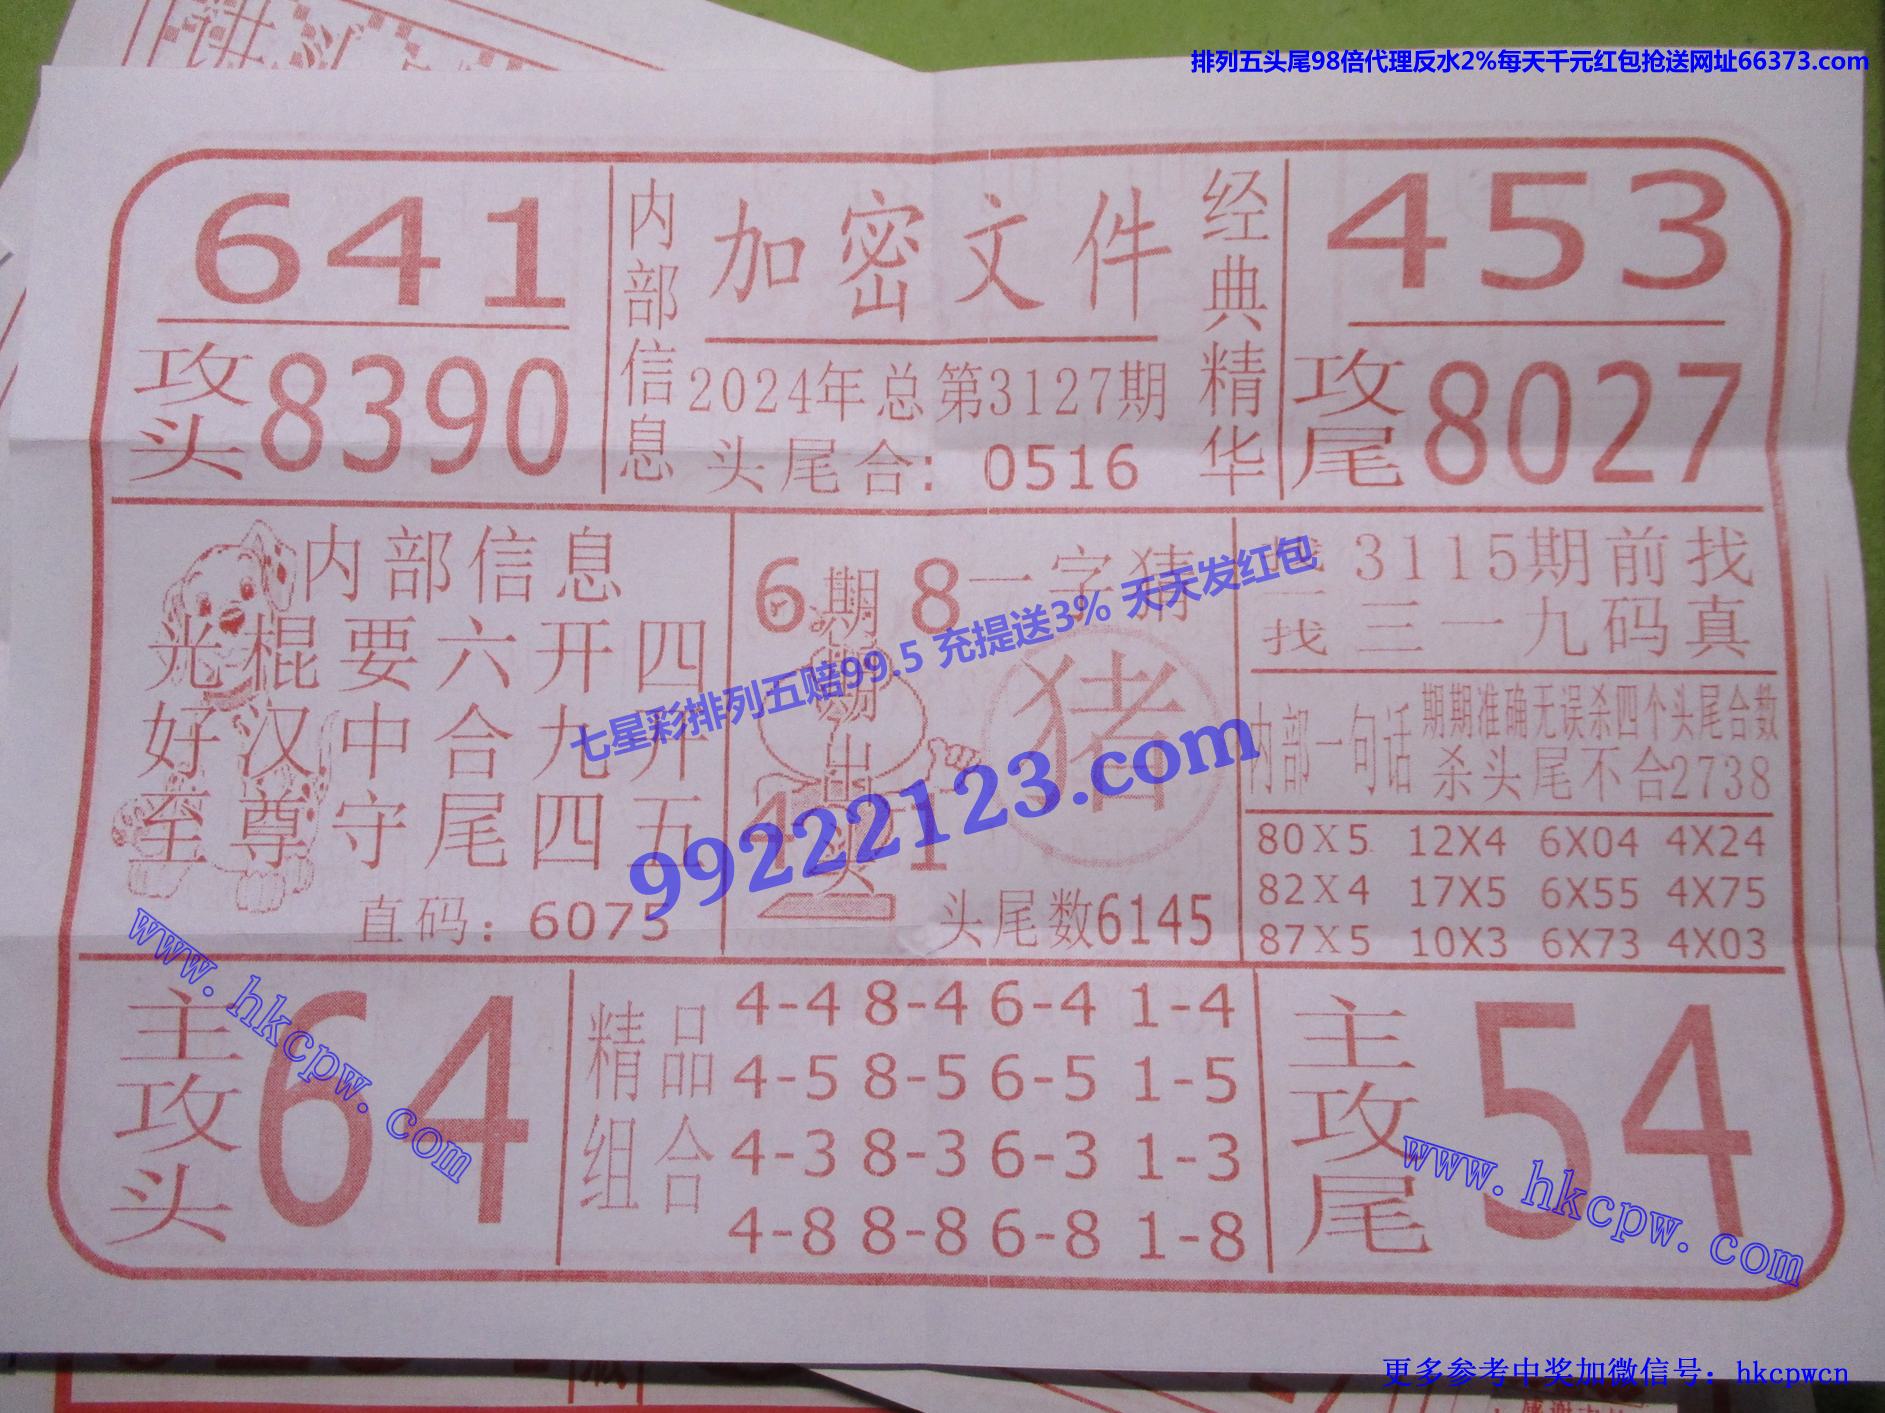 排列五头尾98倍代理反水2%每天千元红包抢送网址66373.com
641
攻头 8390
内部信息
加密文件
2024年总第3127期
头尾合: 0516
经典精华
453
攻尾 8027
内部信息
光棍要六开四
好汉中合九开
至尊守尾四五
直码: 6075
6 8
期期出一头
4 1
一字猜
猪
头尾数6145
找 3115期前找
一找 三一九码真
内部一句话
期期准确无误杀四个头尾合数
杀头尾不合2738
80X5 12X4 6X04 4X24
82X4 17X5 6X55 4X75
87X5 10X3 6X73 4X03
七星彩排列五赔99.5 充提送3% 天天发红包
99222123.com
主攻头 64
精品组合
4-4 8-4 6-4 1-4
4-5 8-5 6-5 1-5
4-3 8-3 6-3 1-3
4-8 8-8 6-8 1-8
主攻尾 54
www.hkcpw.com
www.hkcpw.com
更多参考中奖加微信号: hkcpwcn